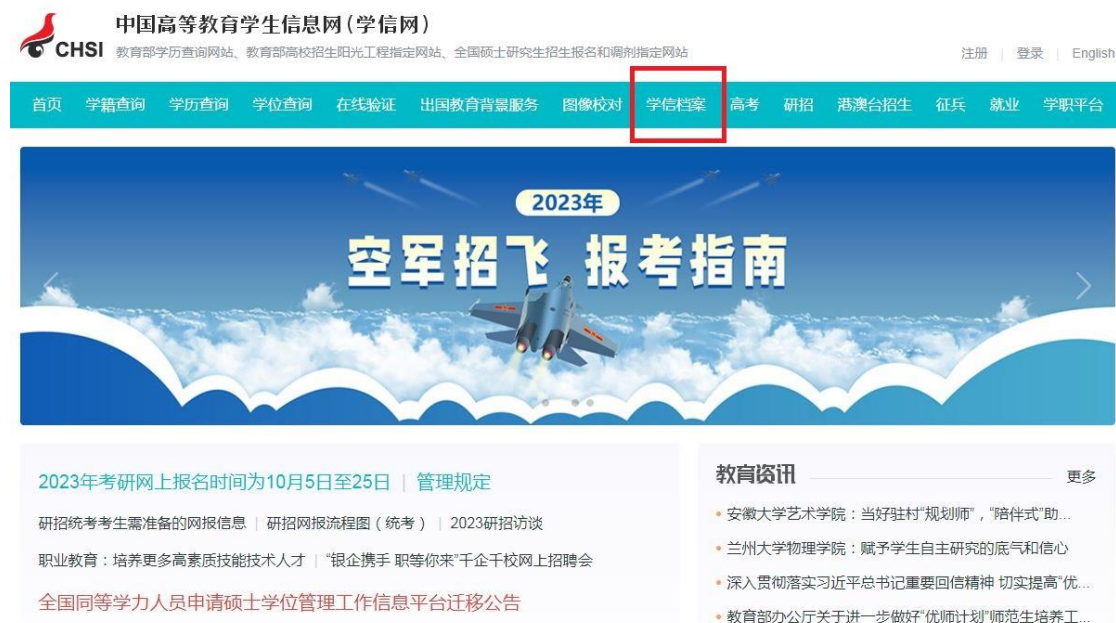 中国高等教育学生信息网(学信网)
CHSI 教育部学历查询网站、教育部高校招生阳光工程指定网站、全国硕士研究生招生报名和调剂指定网站
注册 | 登录 | English
首页 学籍查询 学历查询 学位查询 在线验证 出国教育背景服务 图像校对 学信档案 高考 研招 港澳台招生 征兵 就业 学职平台
2023年
空军招飞 报考指南
2023年考研网上报名时间为10月5日至25日 | 管理规定
研招统考考生需准备的网报信息 | 研招网报流程图(统考) | 2023研招访谈
职业教育:培养更多高素质技能技术人才 | “银企携手 职等你来”千企千校网上招聘会
全国同等学力人员申请硕士学位管理工作信息平台迁移公告
教育资讯 更多
安徽大学艺术学院:当好驻村“规划师”,“陪伴式”助...
兰州大学物理学院:赋予学生自主研究的底气和信心
深入贯彻落实习近平总书记重要回信精神 切实提高“优...
教育部办公厅关于进一步做好“优师计划”师范生培养工...